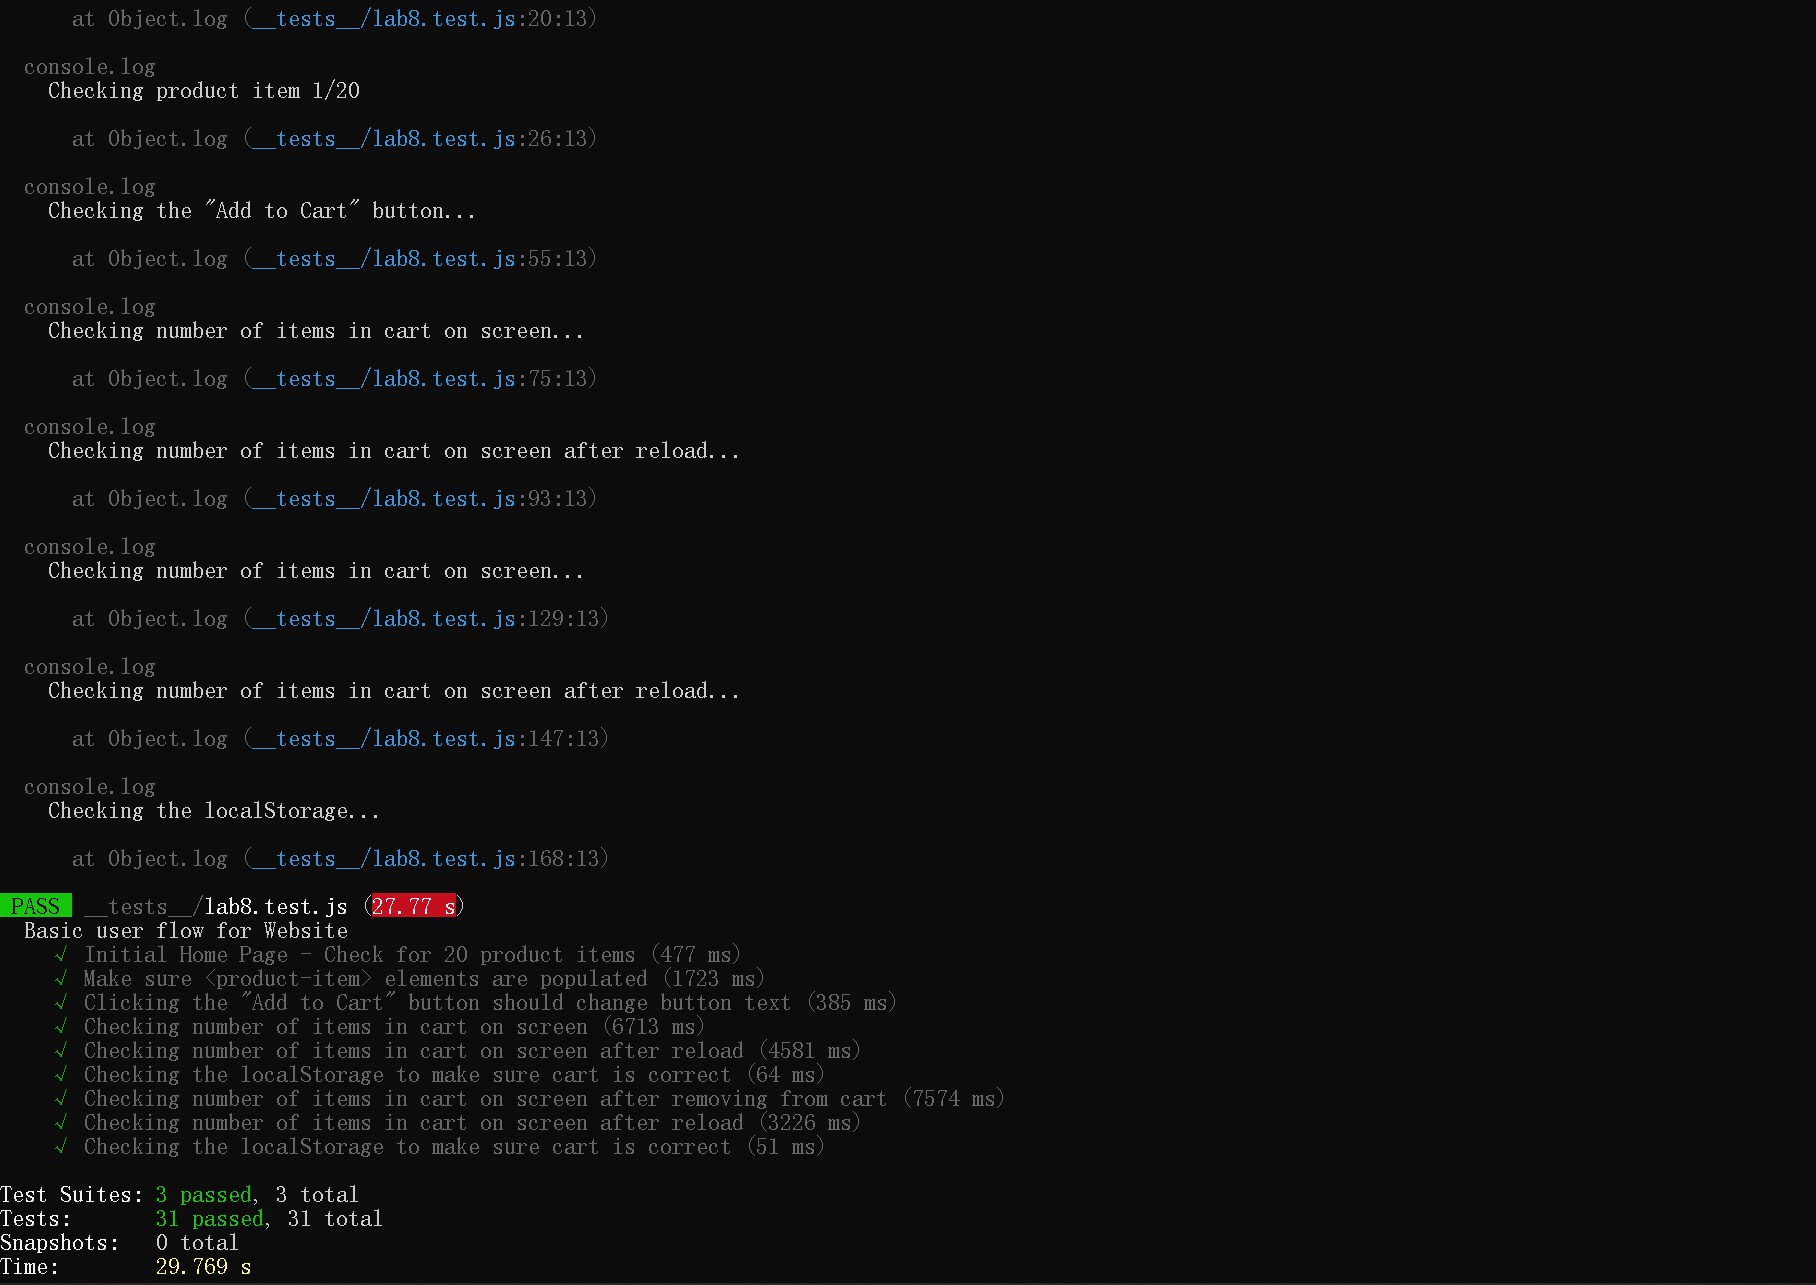 at Object.log (__tests__/lab8.test.js:20:13)
console.log
Checking product item 1/20
at Object.log (__tests__/lab8.test.js:26:13)
console.log
Checking the "Add to Cart" button...
at Object.log (__tests__/lab8.test.js:55:13)
console.log
Checking number of items in cart on screen...
at Object.log (__tests__/lab8.test.js:75:13)
console.log
Checking number of items in cart on screen after reload...
at Object.log (__tests__/lab8.test.js:93:13)
console.log
Checking number of items in cart on screen...
at Object.log (__tests__/lab8.test.js:129:13)
console.log
Checking number of items in cart on screen after reload...
at Object.log (__tests__/lab8.test.js:147:13)
console.log
Checking the localStorage...
at Object.log (__tests__/lab8.test.js:168:13)
PASS __tests__/lab8.test.js (27.77 s)
Basic user flow for Website
√ Initial Home Page - Check for 20 product items (477 ms)
√ Make sure <product-item> elements are populated (1723 ms)
√ Clicking the "Add to Cart" button should change button text (385 ms)
√ Checking number of items in cart on screen (6713 ms)
√ Checking number of items in cart on screen after reload (4581 ms)
√ Checking the localStorage to make sure cart is correct (64 ms)
√ Checking number of items in cart on screen after removing from cart (7574 ms)
√ Checking number of items in cart on screen after reload (3226 ms)
√ Checking the localStorage to make sure cart is correct (51 ms)
Test Suites: 3 passed, 3 total
Tests: 31 passed, 31 total
Snapshots: 0 total
Time: 29.769 s